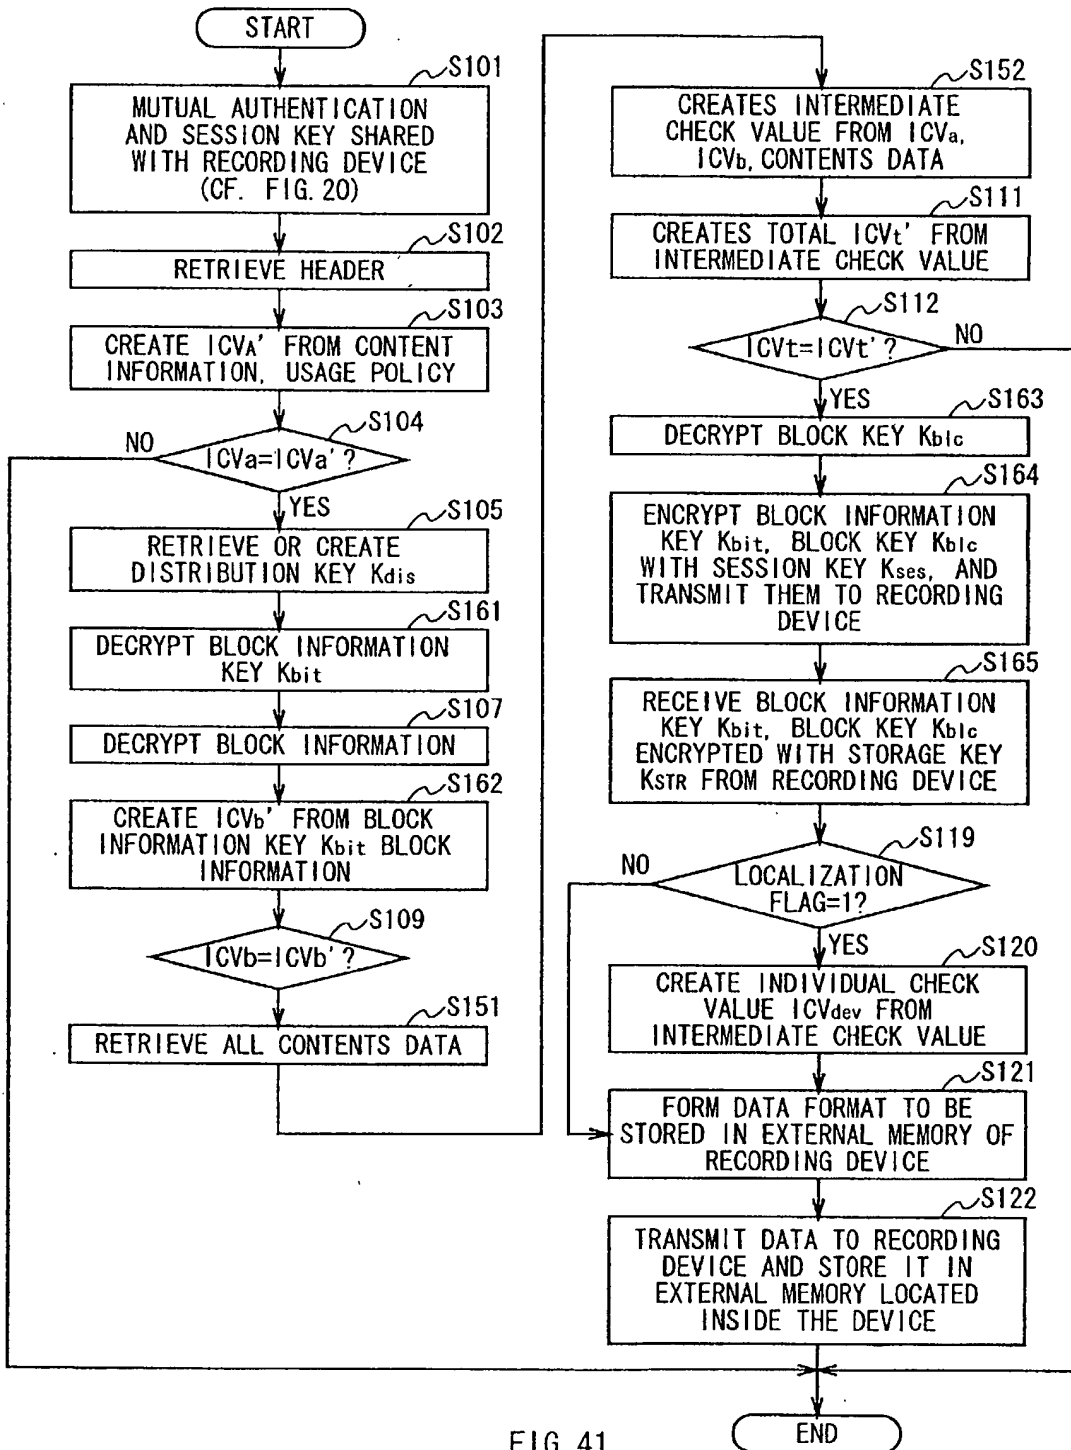 START
S101
MUTUAL AUTHENTICATION
AND SESSION KEY SHARED
WITH RECORDING DEVICE
(CF. FIG. 20)
S102
RETRIEVE HEADER
S103
CREATE ICVA' FROM CONTENT
INFORMATION, USAGE POLICY
S104
NO
ICVa=ICVa'?
YES
S105
RETRIEVE OR CREATE
DISTRIBUTION KEY Kdis
S161
DECRYPT BLOCK INFORMATION
KEY Kbit
S107
DECRYPT BLOCK INFORMATION
S162
CREATE ICVb' FROM BLOCK
INFORMATION KEY Kbit BLOCK
INFORMATION
S109
ICVb=ICVb'?
S151
RETRIEVE ALL CONTENTS DATA
S152
CREATES INTERMEDIATE
CHECK VALUE FROM ICVa,
ICVb, CONTENTS DATA
S111
CREATES TOTAL ICVt' FROM
INTERMEDIATE CHECK VALUE
S112
ICVt=ICVt'?
NO
YES
S163
DECRYPT BLOCK KEY Kblc
S164
ENCRYPT BLOCK INFORMATION
KEY Kbit, BLOCK KEY Kblc
WITH SESSION KEY Kses, AND
TRANSMIT THEM TO RECORDING
DEVICE
S165
RECEIVE BLOCK INFORMATION
KEY Kbit, BLOCK KEY Kblc
ENCRYPTED WITH STORAGE KEY
KSTR FROM RECORDING DEVICE
S119
NO
LOCALIZATION
FLAG=1?
YES
S120
CREATE INDIVIDUAL CHECK
VALUE ICVdev FROM
INTERMEDIATE CHECK VALUE
S121
FORM DATA FORMAT TO BE
STORED IN EXTERNAL MEMORY OF
RECORDING DEVICE
S122
TRANSMIT DATA TO RECORDING
DEVICE AND STORE IT IN
EXTERNAL MEMORY LOCATED
INSIDE THE DEVICE
END
FIG. 41